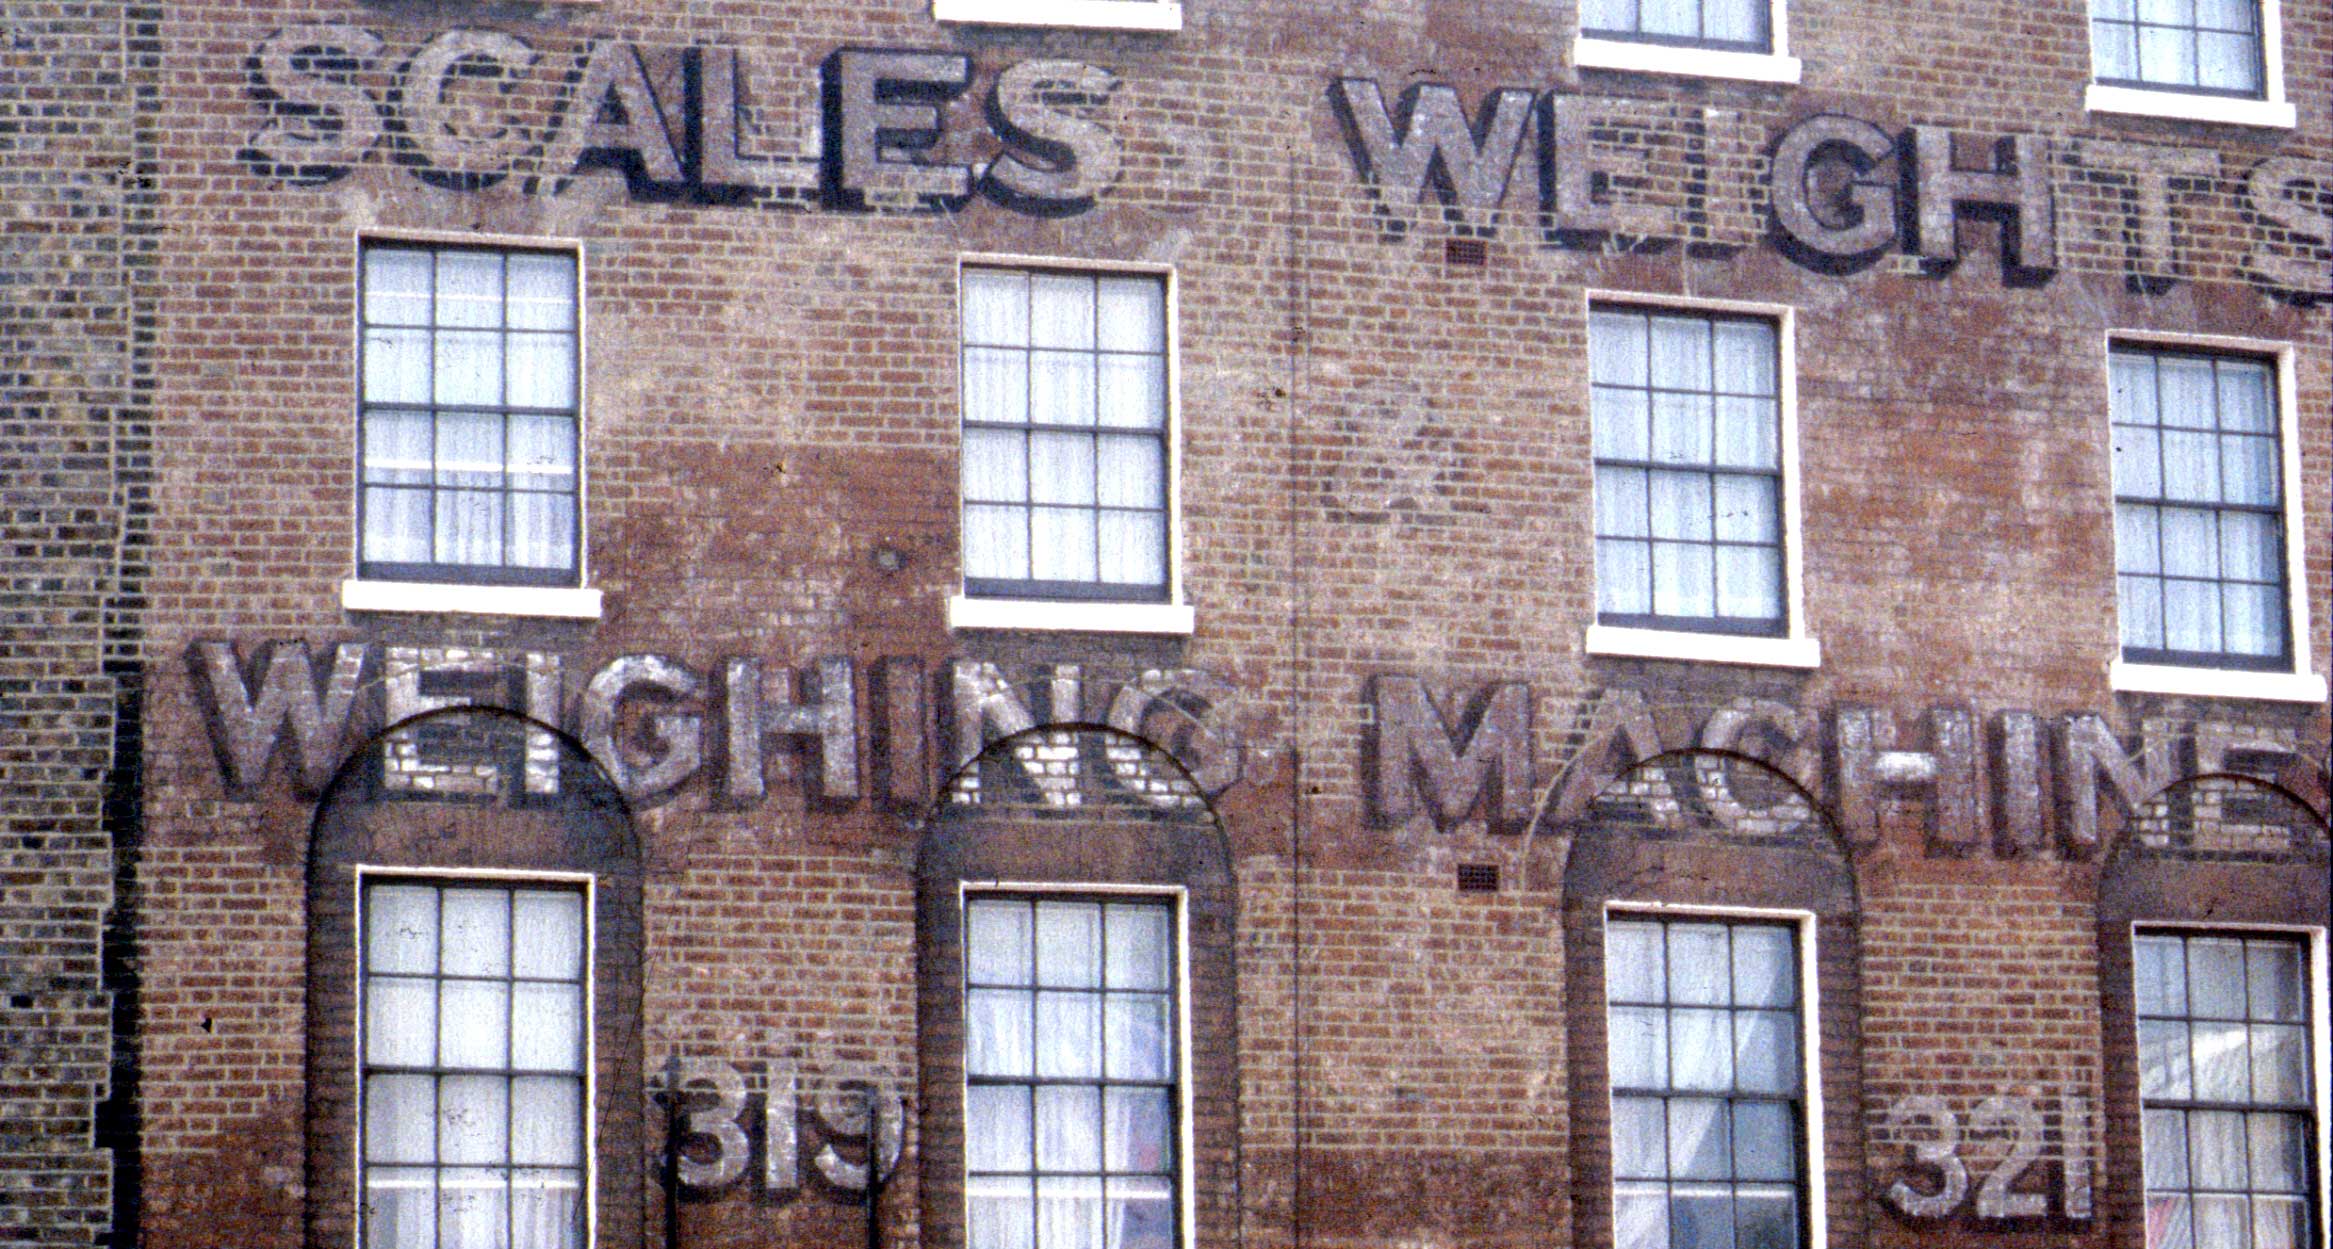 SCALES WEIGHTS
&
WEIGHING MACHINES
319 321